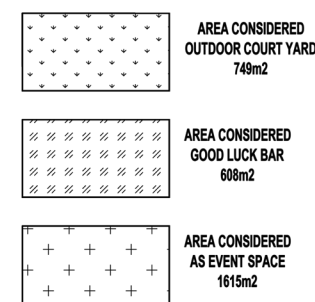 AREA CONSIDERED
OUTDOOR COURT YARD
749m2
AREA CONSIDERED
GOOD LUCK BAR
608m2
AREA CONSIDERED
AS EVENT SPACE
1615m2